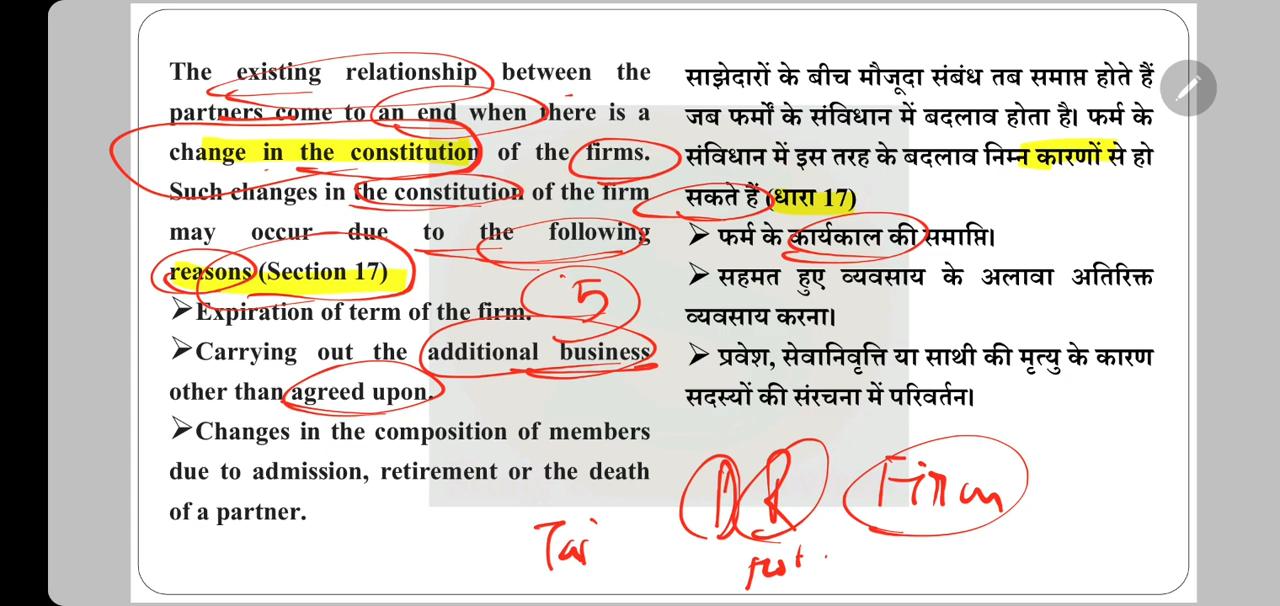 The existing relationship between the
partners come to an end when there is a
change in the constitution of the firms.
Such changes in the constitution of the firm
may occur due to the following
reasons (Section 17)
➤Expiration of term of the firm.
➤Carrying out the additional business
other than agreed upon.
➤Changes in the composition of members
due to admission, retirement or the death
of a partner.
साझेदारों के बीच मौजूदा संबंध तब समाप्त होते हैं
जब फर्मों के संविधान में बदलाव होता है। फर्म के
संविधान में इस तरह के बदलाव निम्न कारणों से हो
सकते हैं (धारा 17)
➤ फर्म के कार्यकाल की समाप्ति।
➤ सहमत हुए व्यवसाय के अलावा अतिरिक्त
व्यवसाय करना।
➤ प्रवेश, सेवानिवृत्ति या साथी की मृत्यु के कारण
सदस्यों की संरचना में परिवर्तन।
5